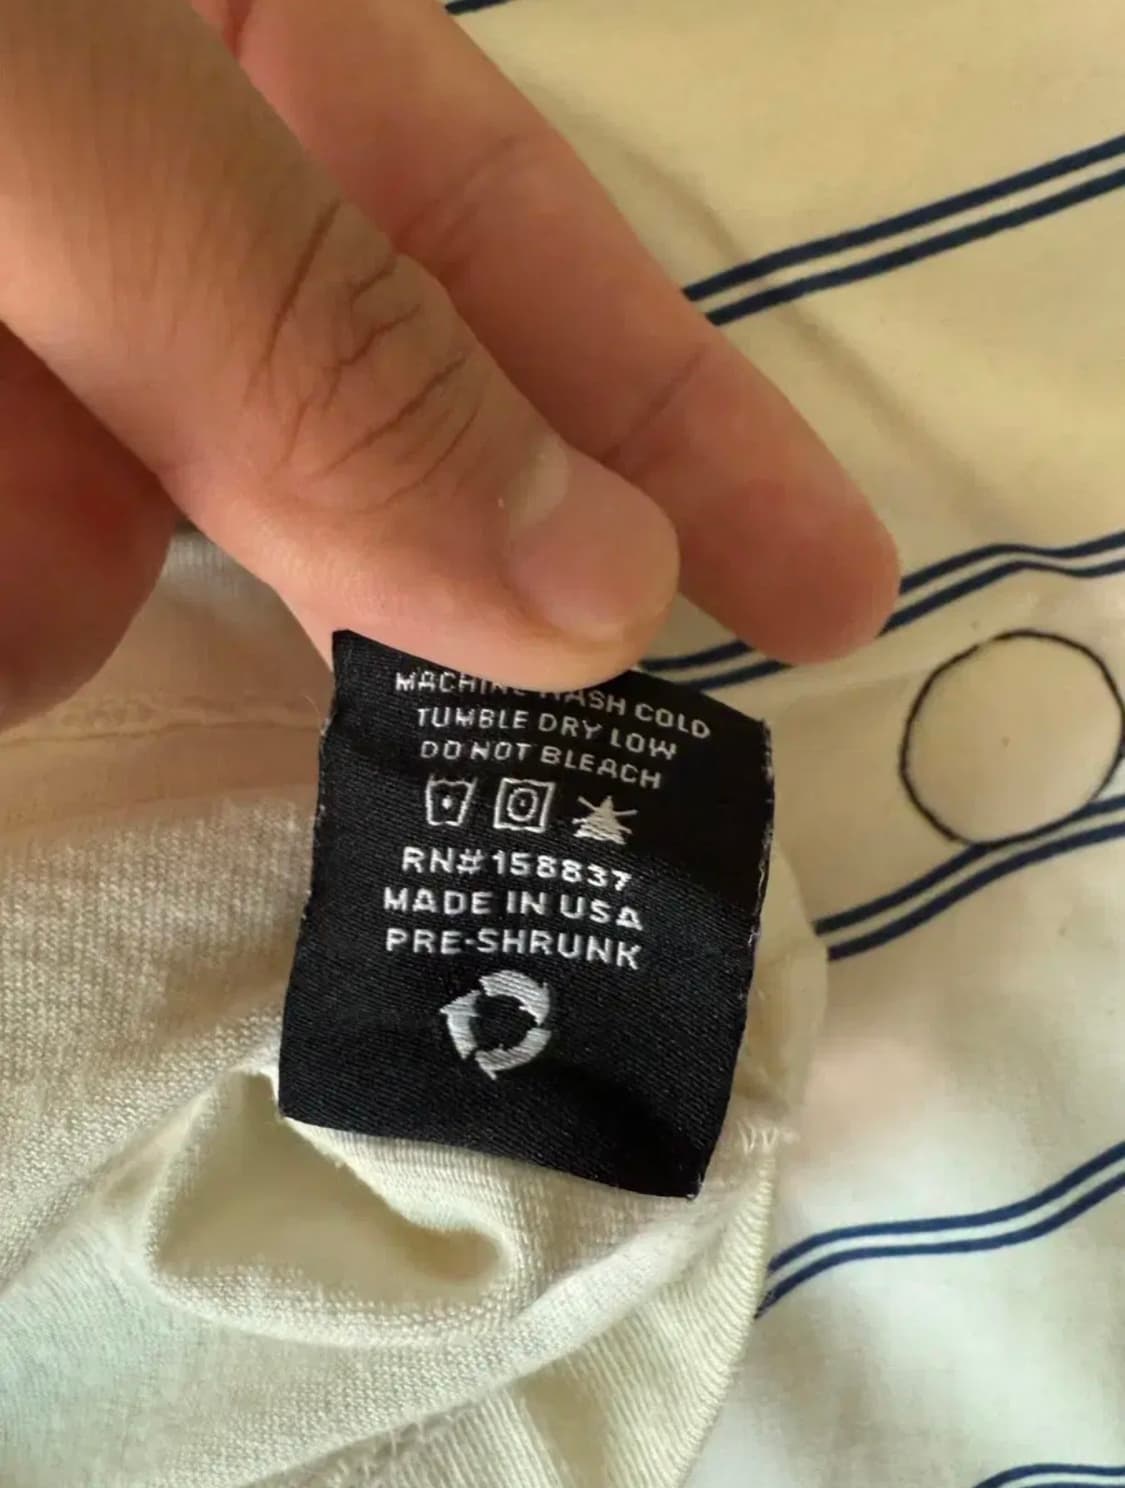 MACHINE WASH COLD
TUMBLE DRY LOW
DO NOT BLEACH
RN# 158837
MADE IN USA
PRE-SHRUNK